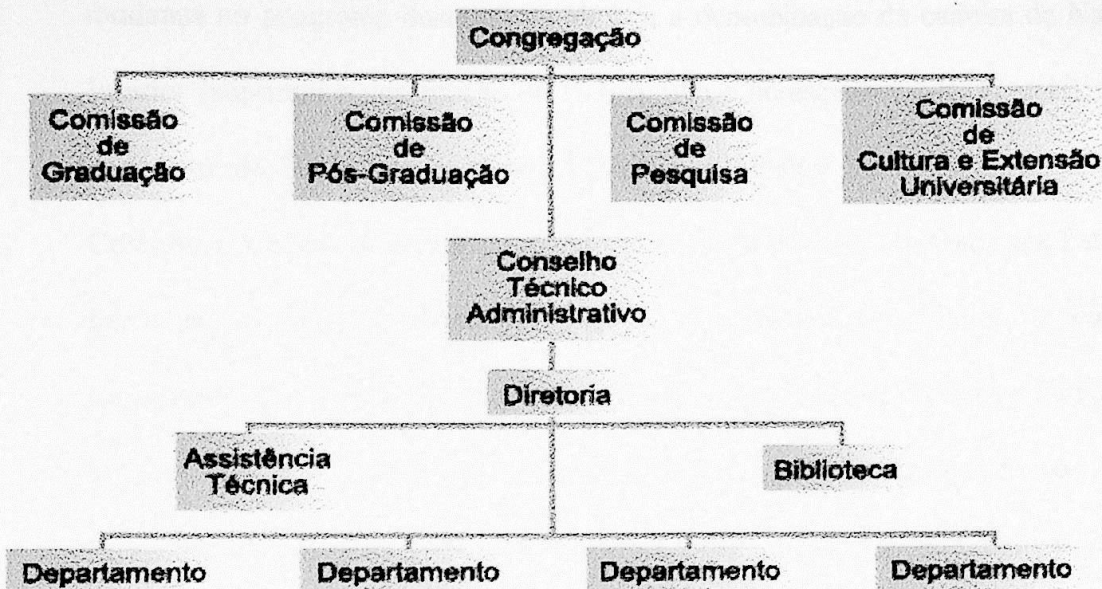 Congregação
Comissão
de
Graduação
Comissão
de
Pós-Graduação
Comissão
de
Pesquisa
Comissão
de
Cultura e Extensão
Universitária
Conselho
Técnico
Administrativo
Diretoria
Assistência
Técnica
Biblioteca
Departamento
Departamento
Departamento
Departamento